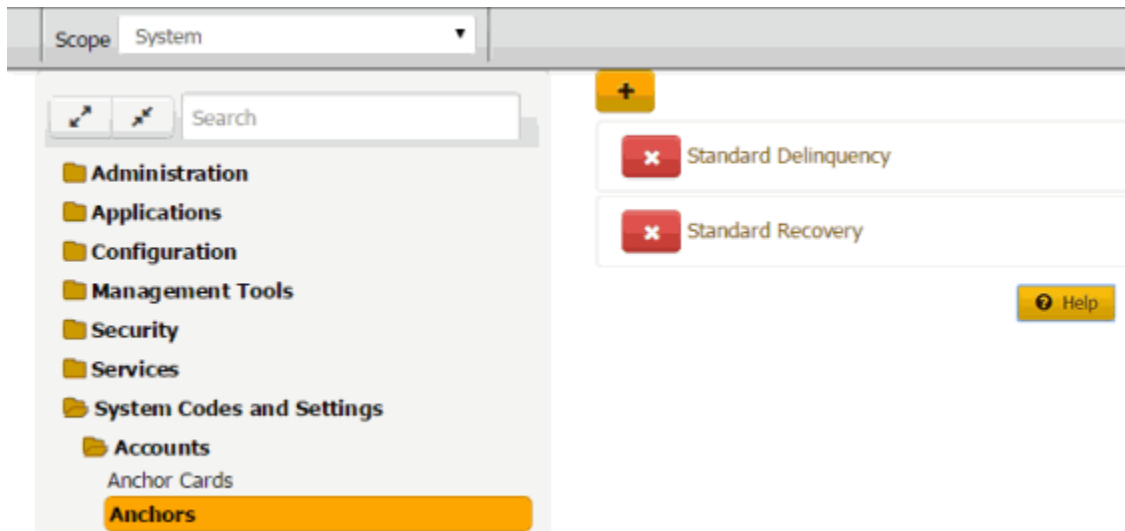 Scope System
Search
Administration
Applications
Configuration
Management Tools
Security
Services
System Codes and Settings
Accounts
Anchor Cards
Anchors
Standard Delinquency
Standard Recovery
Help